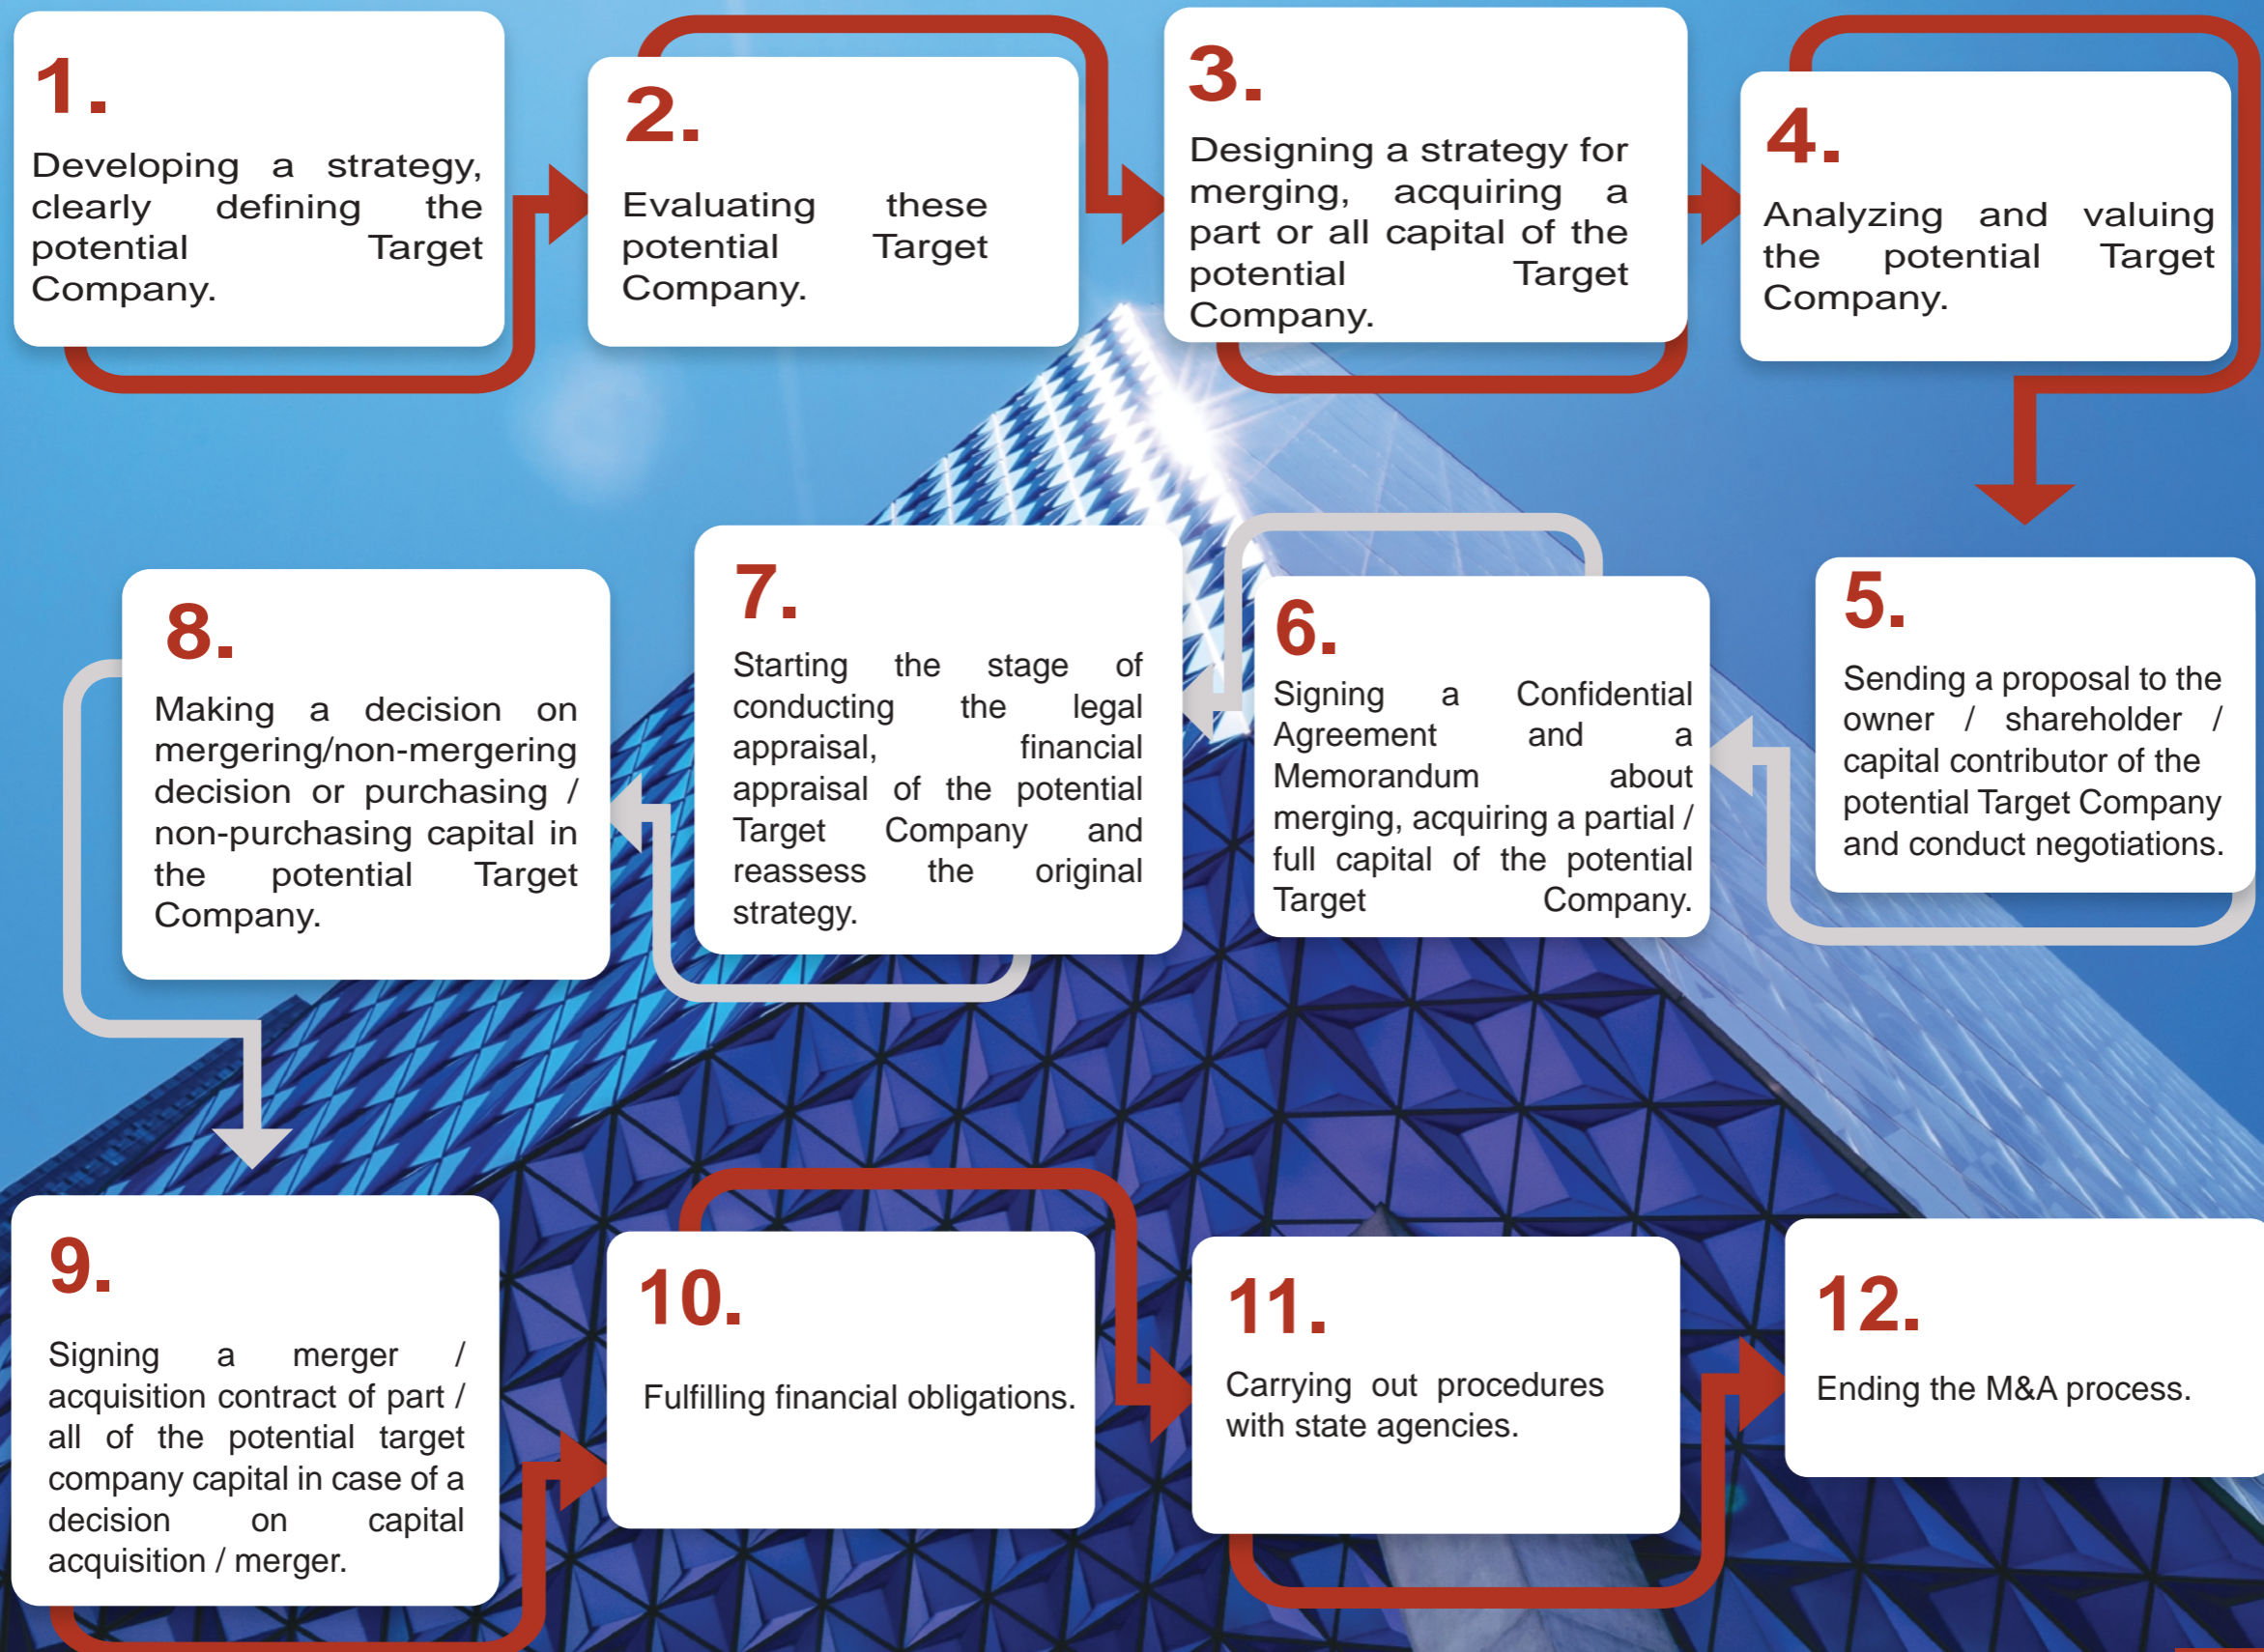 1.
Developing a strategy,
clearly defining the
potential Target
Company.
2.
Evaluating these
potential Target
Company.
3.
Designing a strategy for
merging, acquiring a
part or all capital of the
potential Target
Company.
4.
Analyzing and valuing
the potential Target
Company.
5.
Sending a proposal to the
owner / shareholder /
capital contributor of the
potential Target Company
and conduct negotiations.
6.
Signing a Confidential
Agreement and a
Memorandum about
merging, acquiring a partial /
full capital of the potential
Target Company.
7.
Starting the stage of
conducting the legal
appraisal, financial
appraisal of the potential
Target Company and
reassess the original
strategy.
8.
Making a decision on
mergering/non-mergering
decision or purchasing /
non-purchasing capital in
the potential Target
Company.
9.
Signing a merger /
acquisition contract of part /
all of the potential target
company capital in case of a
decision on capital
acquisition / merger.
10.
Fulfilling financial obligations.
11.
Carrying out procedures
with state agencies.
12.
Ending the M&A process.